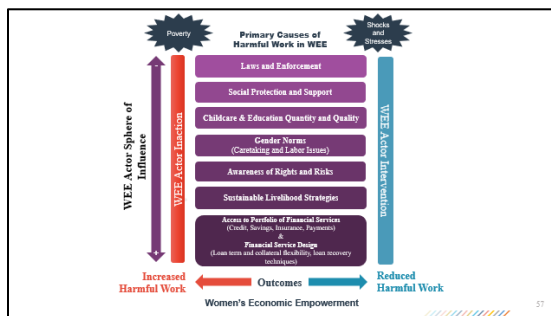 Poverty
Primary Causes of
Harmful Work in WEE
Shocks
and
Stresses
WEE Actor Sphere of
Influence
-
+
WEE Actor Inaction
Laws and Enforcement
Social Protection and Support
Childcare & Education Quantity and Quality
Gender Norms
(Caretaking and Labor Issues)
Awareness of Rights and Risks
Sustainable Livelihood Strategies
Access to Portfolio of Financial Services
(Credit, Savings, Insurance, Payments)
&
Financial Service Design
(Loan term and collateral flexibility, loan recovery
techniques)
WEE Actor Intervention
Increased
Harmful Work
Outcomes
Reduced
Harmful Work
Women's Economic Empowerment
57